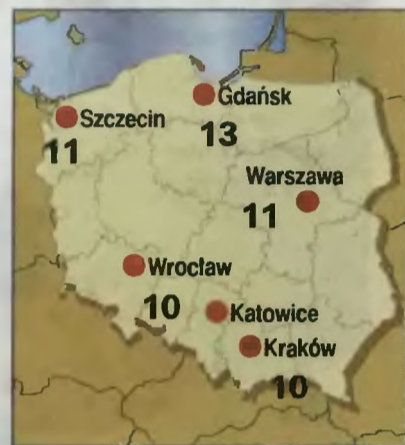 Gdańsk
Szczecin
13
11
Warszawa
11
Wrocław
10
Katowice
Kraków
10